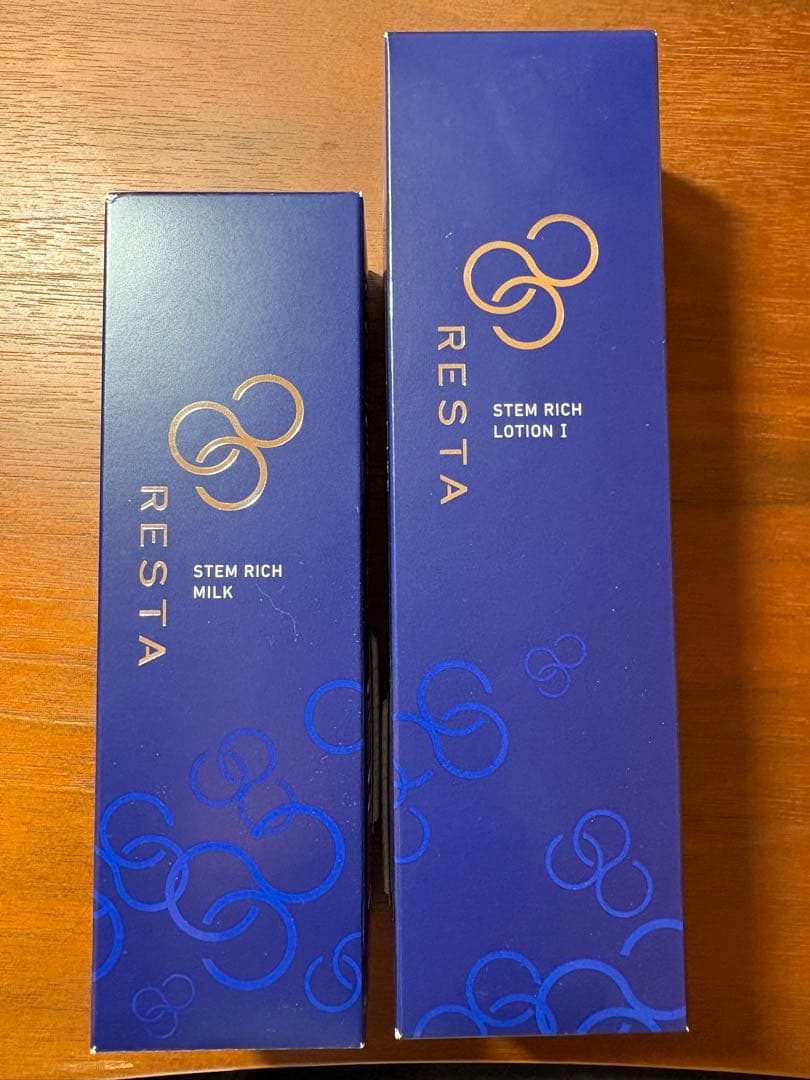 RESTA
STEM RICH
MILK
RESTA
STEM RICH
LOTION I